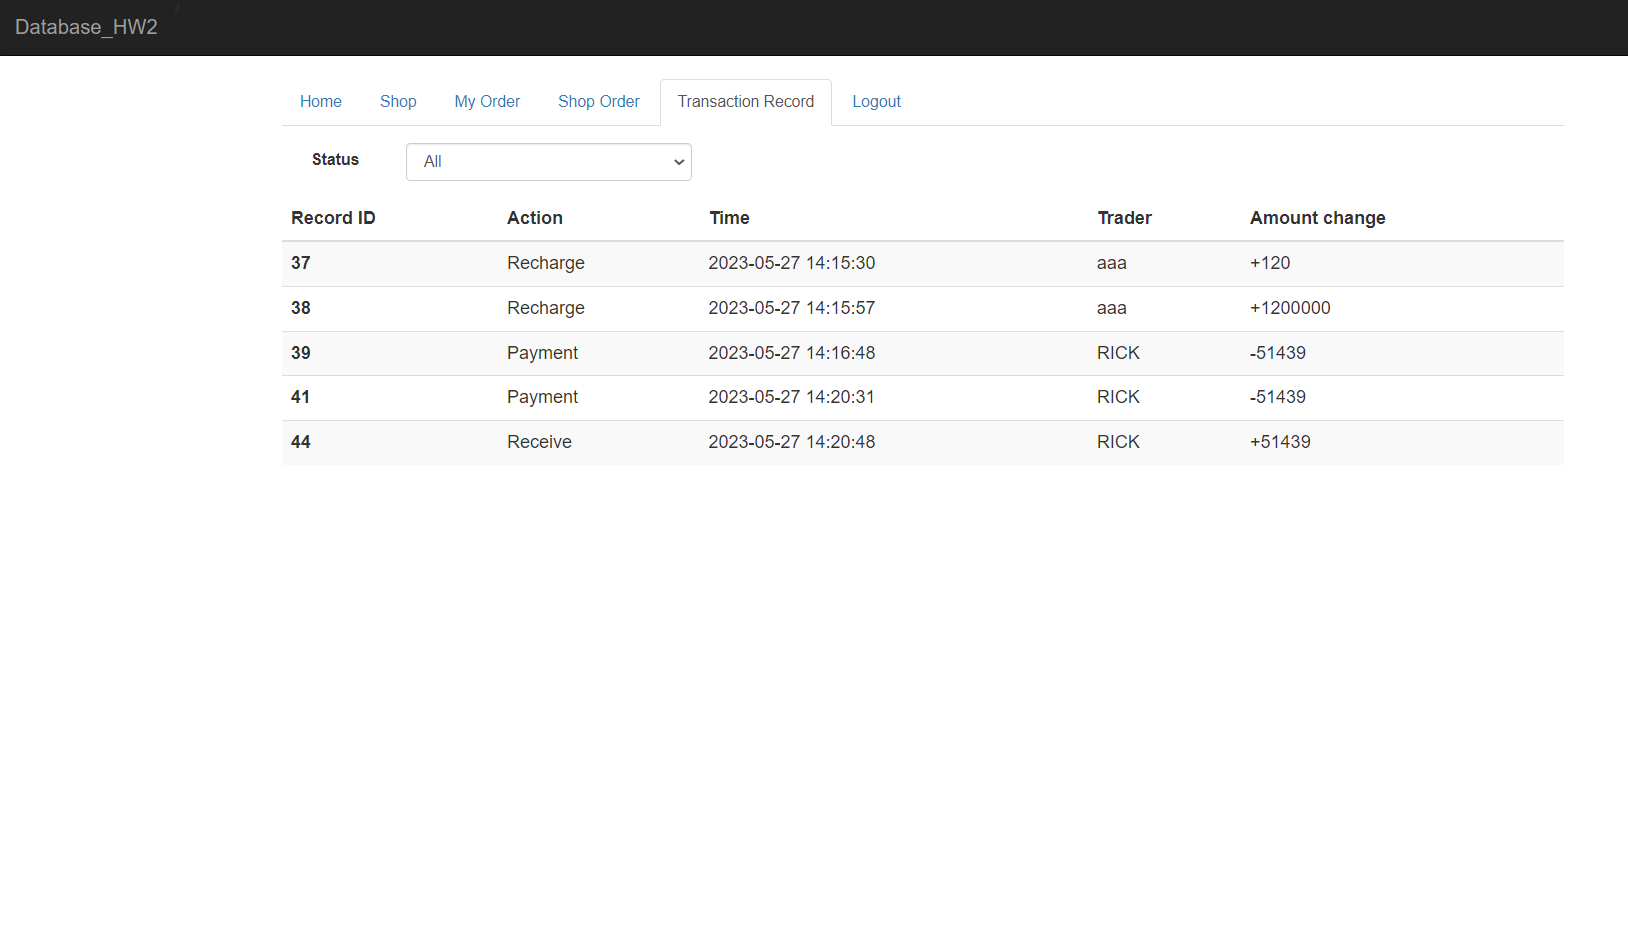 Database_HW2
Home Shop My Order Shop Order Transaction Record Logout
Status All
Record ID Action Time Trader Amount change
37 Recharge 2023-05-27 14:15:30 aaa +120
38 Recharge 2023-05-27 14:15:57 aaa +1200000
39 Payment 2023-05-27 14:16:48 RICK -51439
41 Payment 2023-05-27 14:20:31 RICK -51439
44 Receive 2023-05-27 14:20:48 RICK +51439